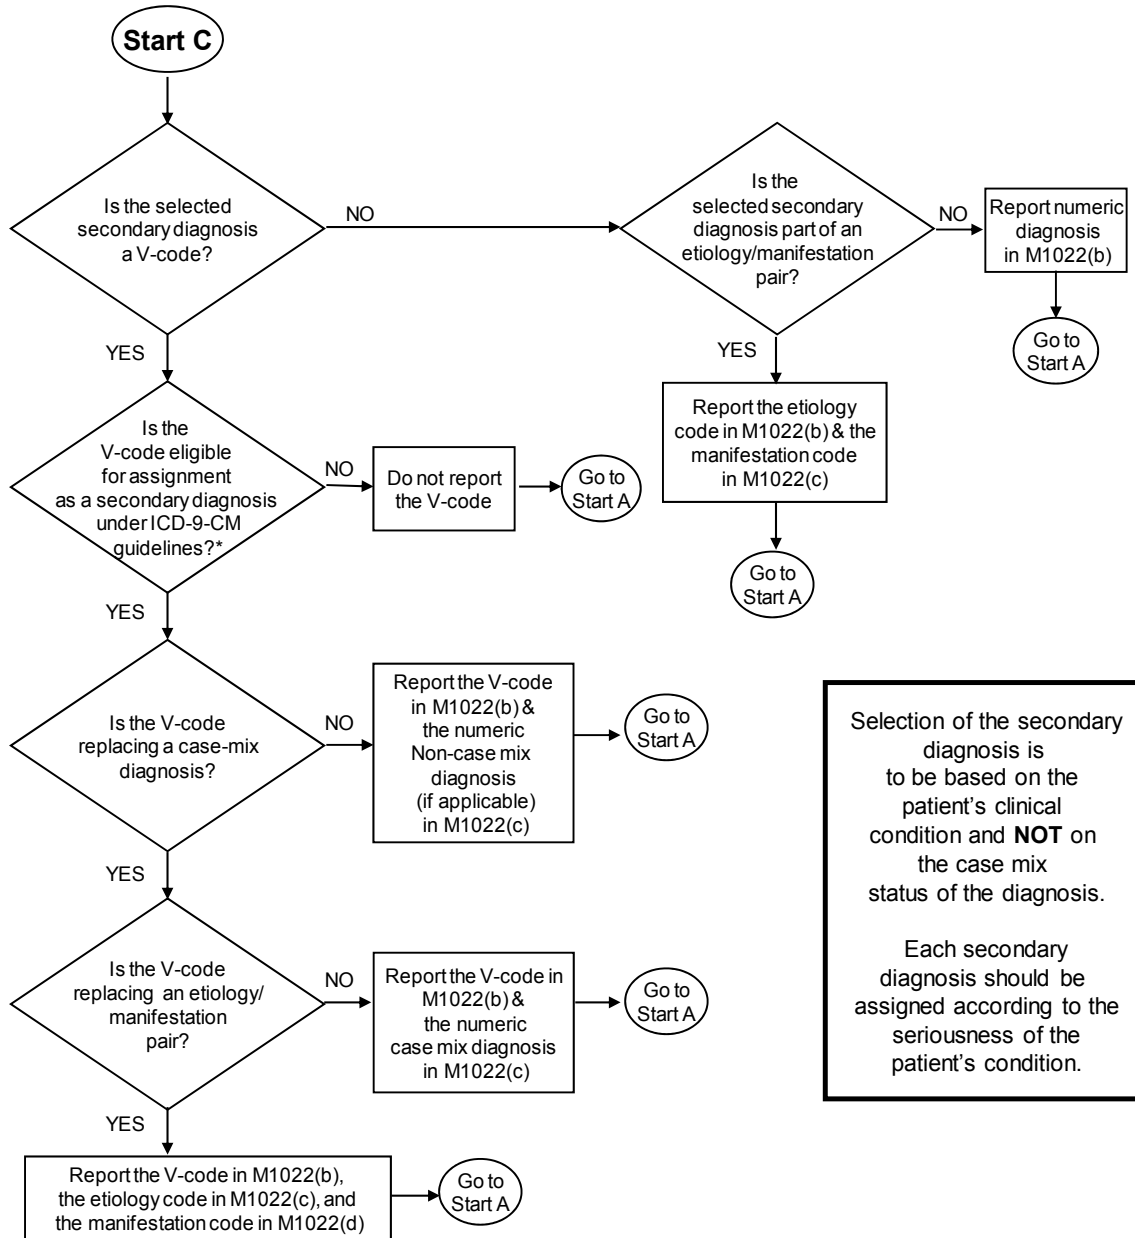 Start C
Is the selected
secondary diagnosis
a V-code?
NO
Is the
selected secondary
diagnosis part of an
etiology/manifestation
pair?
NO
Report numeric
diagnosis
in M1022(b)
Go to
Start A
YES
Report the etiology
code in M1022(b) & the
manifestation code
in M1022(c)
Go to
Start A
YES
Is the
V-code eligible
for assignment
as a secondary diagnosis
under ICD-9-CM
guidelines?*
NO
Do not report
the V-code
Go to
Start A
YES
Is the V-code
replacing a case-mix
diagnosis?
NO
Report the V-code
in M1022(b) &
the numeric
Non-case mix
diagnosis
(if applicable)
in M1022(c)
Go to
Start A
YES
Is the V-code
replacing an etiology/
manifestation
pair?
NO
Report the V-code in
M1022(b) &
the numeric
case mix diagnosis
in M1022(c)
Go to
Start A
YES
Report the V-code in M1022(b),
the etiology code in M1022(c), and
the manifestation code in M1022(d)
Go to
Start A
Selection of the secondary
diagnosis is
to be based on the
patient's clinical
condition and NOT on
the case mix
status of the diagnosis.
Each secondary
diagnosis should be
assigned according to the
seriousness of the
patient's condition.